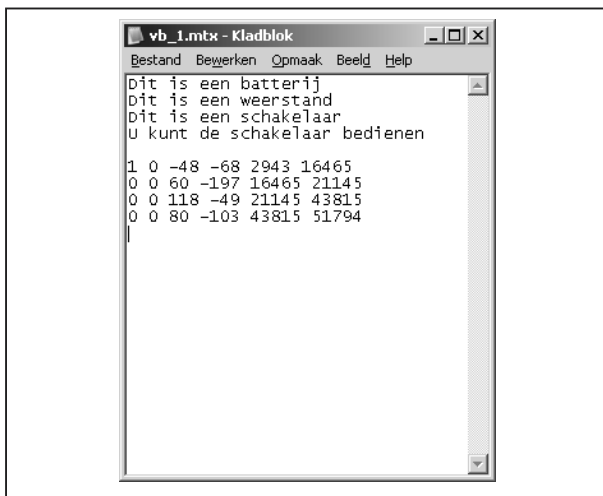 vb_1.mtx - Kladblok
Bestand Bewerken Opmaak Beeld Help
Dit is een batterij
Dit is een weerstand
Dit is een schakelaar
U kunt de schakelaar bedienen
1 0 -48 -68 2943 16465
0 0 60 -197 16465 21145
0 0 118 -49 21145 43815
0 0 80 -103 43815 51794